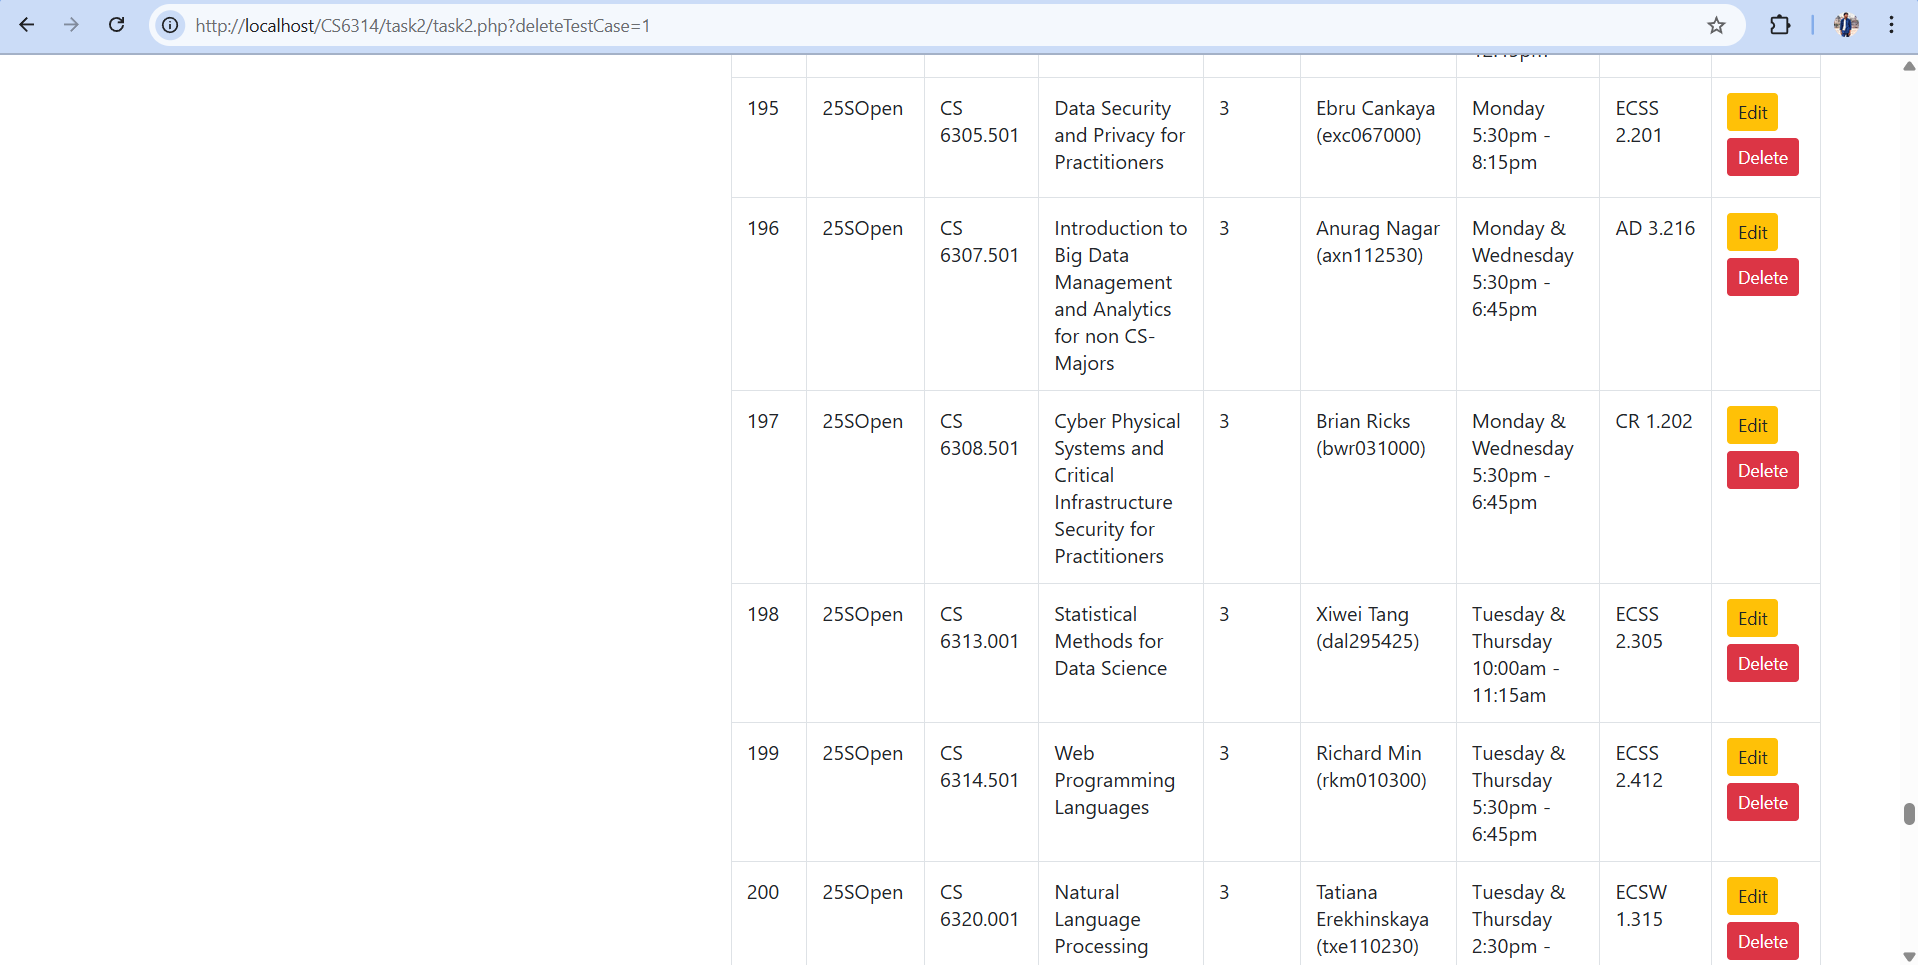 http://localhost/CS6314/task2/task2.php?deleteTestCase=1
195 25SOpen CS Data Security 3 Ebru Cankaya Monday ECSS Edit
6305.501 and Privacy for (exc067000) 5:30pm - 2.201
Practitioners 8:15pm Delete
196 25SOpen CS Introduction to 3 Anurag Nagar Monday & AD 3.216 Edit
6307.501 Big Data (axn112530) Wednesday
Management 5:30pm - Delete
and Analytics 6:45pm
for non CS-
Majors
197 25SOpen CS Cyber Physical 3 Brian Ricks Monday & CR 1.202 Edit
6308.501 Systems and (bwr031000) Wednesday
Critical 5:30pm - Delete
Infrastructure 6:45pm
Security for
Practitioners
198 25SOpen CS Statistical 3 Xiwei Tang Tuesday & ECSS Edit
6313.001 Methods for (dal295425) Thursday 2.305
Data Science 10:00am - Delete
11:15am
199 25SOpen CS Web 3 Richard Min Tuesday & ECSS Edit
6314.501 Programming (rkm010300) Thursday 2.412
Languages 5:30pm - Delete
6:45pm
200 25SOpen CS Natural 3 Tatiana Tuesday & ECSW Edit
6320.001 Language Erekhinskaya Thursday 1.315
Processing (txe110230) 2:30pm - Delete